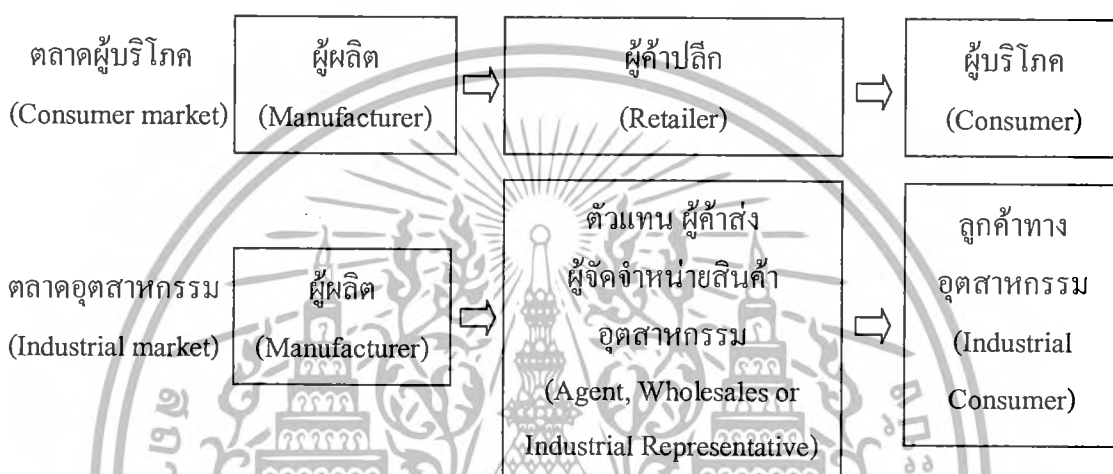 ตลาดผู้บริโภค
(Consumer market)
ผู้ผลิต
(Manufacturer)
ผู้ค้าปลีก
(Retailer)
ผู้บริโภค
(Consumer)
ตลาดอุตสาหกรรม
(Industrial market)
ผู้ผลิต
(Manufacturer)
ตัวแทน ผู้ค้าส่ง
ผู้จัดจำหน่ายสินค้า
อุตสาหกรรม
(Agent, Wholesales or
Industrial Representative)
ลูกค้าทาง
อุตสาหกรรม
(Industrial
Consumer)